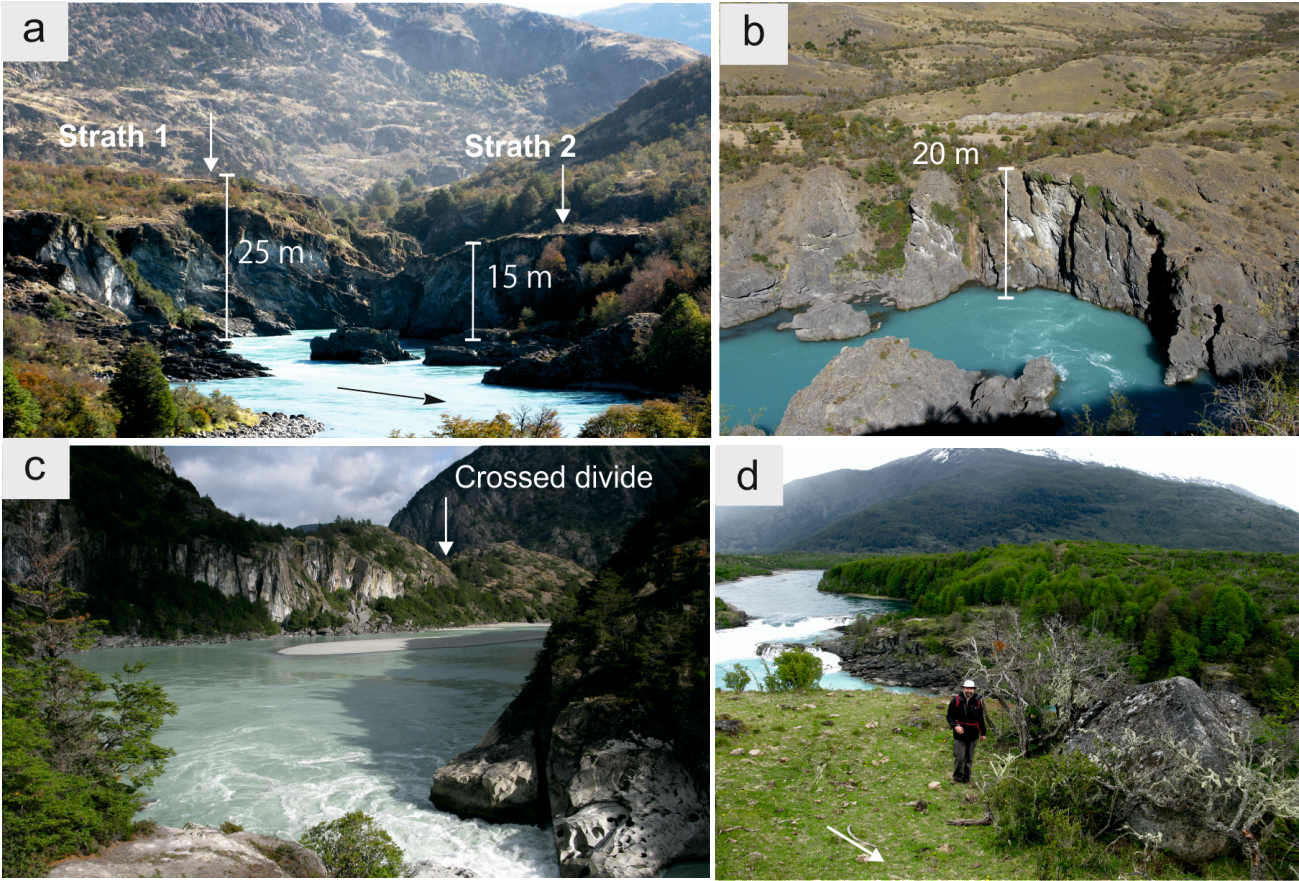 a
Strath 1
Strath 2
25 m
15 m
b
20 m
c
Crossed divide
d